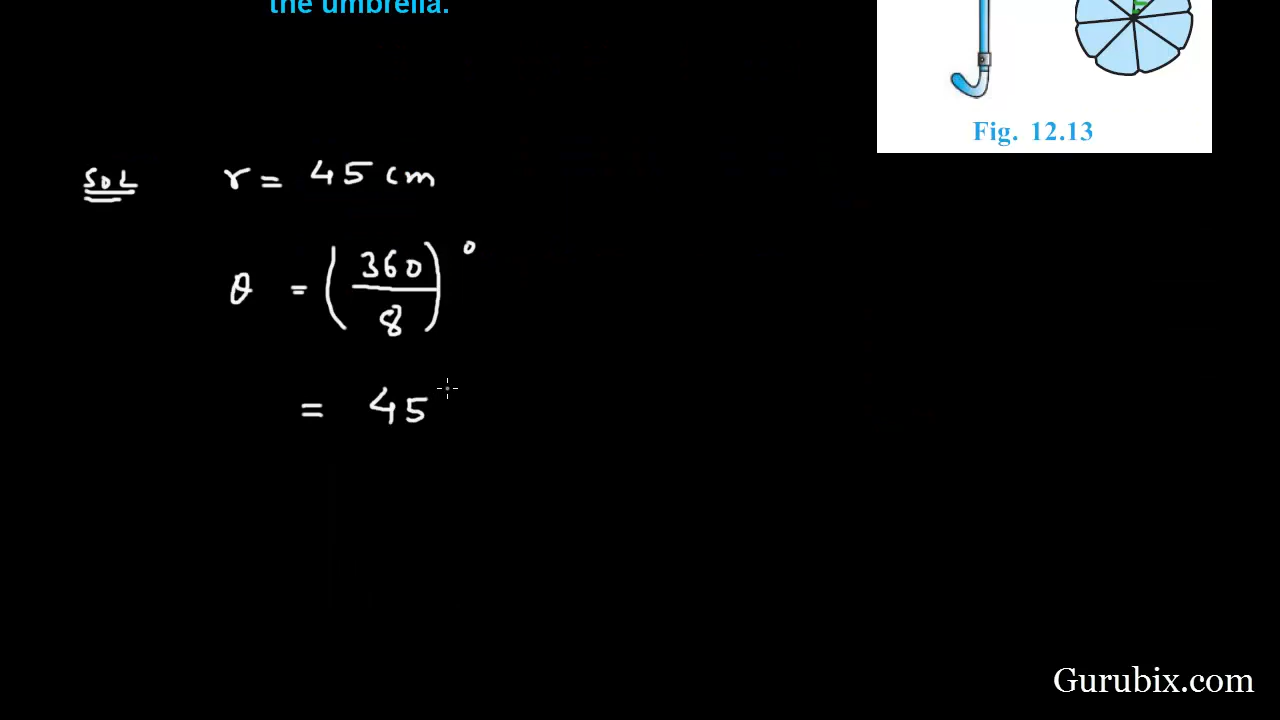 the umbrella.
Fig. 12.13
SOL r = 45 cm
θ = (360/8)°
= 45
Gurubix.com